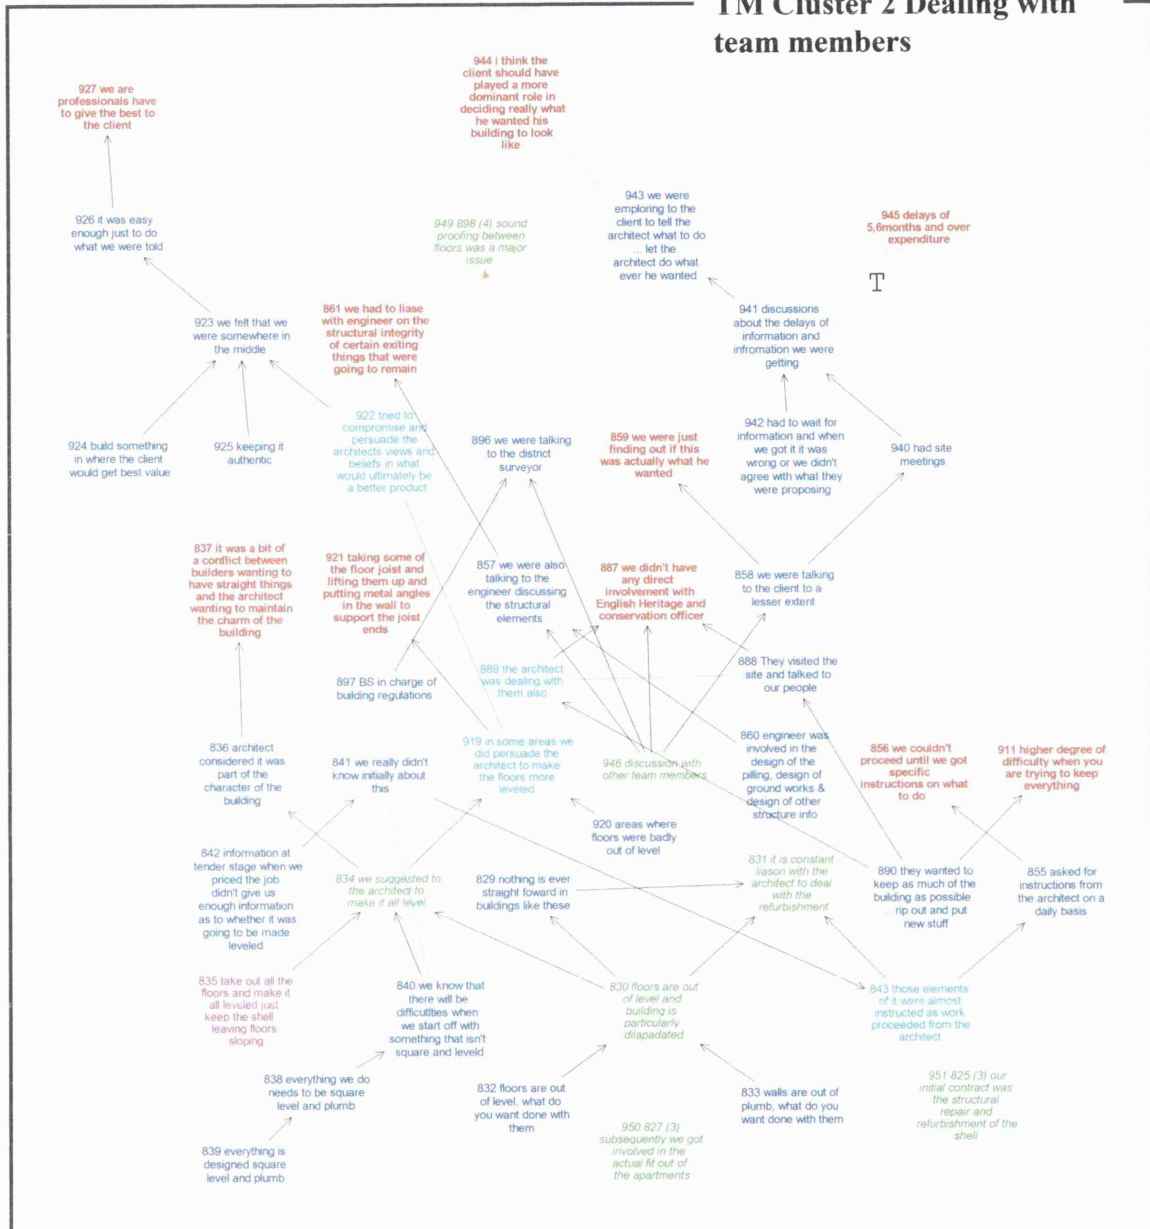 TM Cluster 2 Dealing with
team members
944 i think the
client should have
played a more
dominant role in
deciding really what
he wanted his
building to look
like
927 we are
professionals have
to give the best to
the client
943 we were
emploring to the
client to tell the
architect what to do
... let the
architect do what
ever he wanted
926 it was easy
enough just to do
what we were told
949 898 (4) sound
proofing between
floors was a major
issue
945 delays of
5,6months and over
expenditure
T
861 we had to liase
with engineer on the
structural integrity
of certain exiting
things that were
going to remain
941 discussions
about the delays of
information and
infromation we were
getting
923 we felt that we
were somewhere in
the middle
922 tried to
compromise and
persuade the
architects views and
beliefs in what
would ultimately be
a better product
924 build something
in where the client
would get best value
925 keeping it
authentic
896 we were talking
to the district
surveyor
859 we were just
finding out if this
was actually what he
wanted
942 had to wait for
information and when
we got it it was
wrong or we didn't
agree with what they
were proposing
940 had site
meetings
837 it was a bit of
a conflict between
builders wanting to
have straight things
and the architect
wanting to maintain
the charm of the
building
921 taking some of
the floor joist and
lifting them up and
putting metal angles
in the wall to
support the joist
ends
857 we were also
talking to the
engineer discussing
the structural
elements
887 we didn't have
any direct
involvement with
English Heritage and
conservation officer
858 we were talking
to the client to a
lesser extent
897 BS in charge of
building regulations
889 the architect
was dealing with
them also
888 They visited the
site and talked to
our people
836 architect
considered it was
part of the
character of the
building
841 we really didn't
know initially about
this
919 in some areas we
did persuade the
architect to make
the floors more
leveled
946 discussion with
other team members
860 engineer was
involved in the
design of the
pilling, design of
ground works &
design of other
structure info
856 we couldn't
proceed until we got
specific
instructions on what
to do
911 higher degree of
difficulty when you
are trying to keep
everything
920 areas where
floors were badly
out of level
842 information at
tender stage when we
priced the job
didn't give us
enough information
as to whether it was
going to be made
leveled
834 we suggested to
the architect to
make it all level
829 nothing is ever
straight foward in
buildings like these
831 it is constant
liason with the
architect to deal
with the
refurbishment
890 they wanted to
keep as much of the
building as possible
... rip out and put
new stuff
855 asked for
instructions from
the architect on a
daily basis
835 take out all the
floors and make it
all leveled just
keep the shell ...
leaving floors
sloping
840 we know that
there will be
difficutlties when
we start off with
something that isn't
square and leveld
830 floors are out
of level and
building is
particularly
dilapadated
843 those elements
of it were almost
instructed as work
proceeded from the
architect
838 everything we do
needs to be square
level and plumb
832 floors are out
of level, what do
you want done with
them
833 walls are out of
plumb, what do you
want done with them
951 825 (3) our
initial contract was
the structural
repair and
refurbishment of the
shell
839 everything is
designed square
level and plumb
950 827 (3)
subsequently we got
involved in the
actual fit out of
the apartments